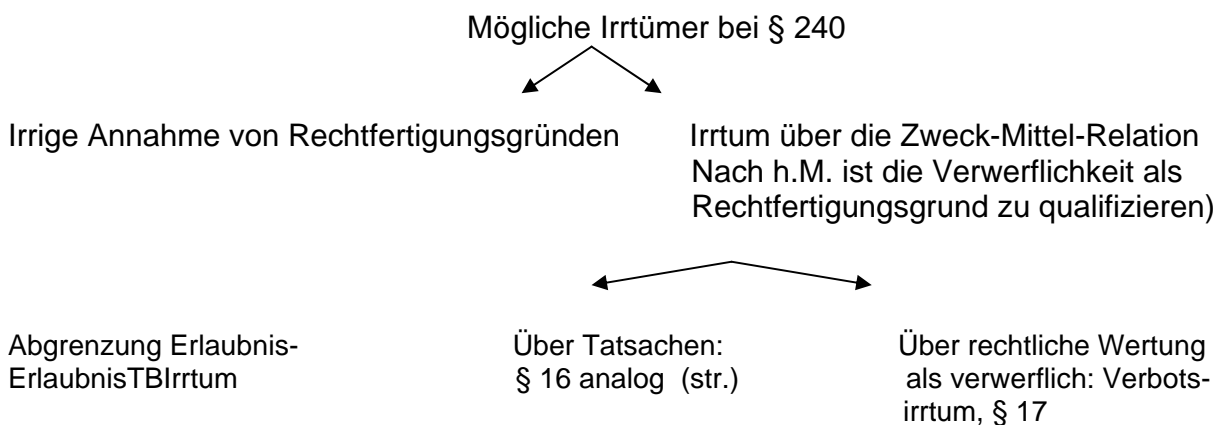 Mögliche Irrtümer bei § 240
Irrige Annahme von Rechtfertigungsgründen
Irrtum über die Zweck-Mittel-Relation
Nach h.M. ist die Verwerflichkeit als
Rechtfertigungsgrund zu qualifizieren)
Abgrenzung Erlaubnis-
ErlaubnisTBIrrtum
Über Tatsachen:
§ 16 analog (str.)
Über rechtliche Wertung
als verwerflich: Verbots-
irrtum, § 17